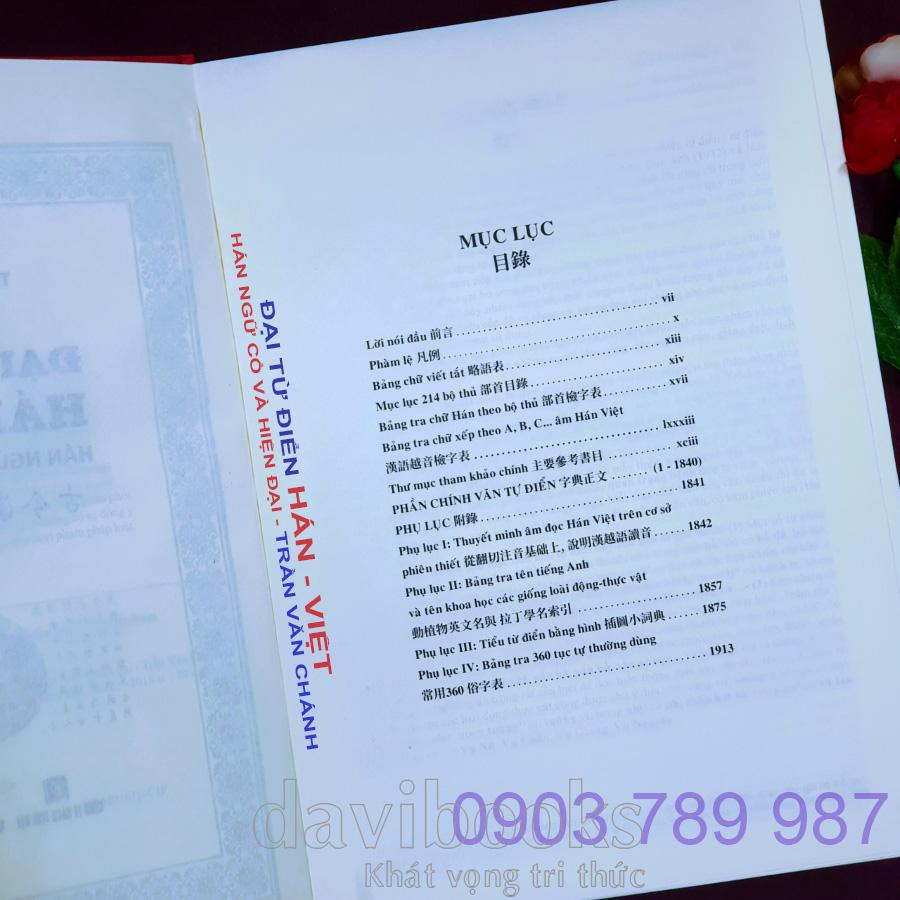 MỤC LỤC
目錄
Lời nói đầu 前言 ........ vii
Phàm lệ 凡例 ........ x
Bảng chữ viết tắt 略語表 ........ xiii
Mục lục 214 bộ thủ 部首目錄 ........ xiv
Bảng tra chữ Hán theo bộ thủ 部首檢字表 ........ xvii
Bảng tra chữ xếp theo A, B, C... âm Hán Việt
漢語越音檢字表 ........ lxxxiii
Thư mục tham khảo chính 主要參考書目 ........ xciii
PHẦN CHÍNH VĂN TỰ ĐIỂN 字典正文 ........ (1 - 1840)
PHỤ LỤC 附錄 ........ 1841
Phụ lục I: Thuyết minh âm đọc Hán Việt trên cơ sở
phiên thiết 從翻切注音基础上, 說明漢越語讀音 ...... 1842
Phụ lục II: Bảng tra tên tiếng Anh
và tên khoa học các giống loài động-thực vật
動植物英文名與 拉丁學名索引 ........ 1857
Phụ lục III: Tiểu từ điển bằng hình 插圖小詞典 ....... 1875
Phụ lục IV: Bảng tra 360 tục tự thường dùng
常用360 俗字表 ........ 1913
ĐẠI TỪ ĐIỂN HÁN - VIỆT
HÁN NGỮ CỔ VÀ HIỆN ĐẠI - TRẦN VĂN CHÁNH
davibooks
0903 789 987
Khát vọng tri thức